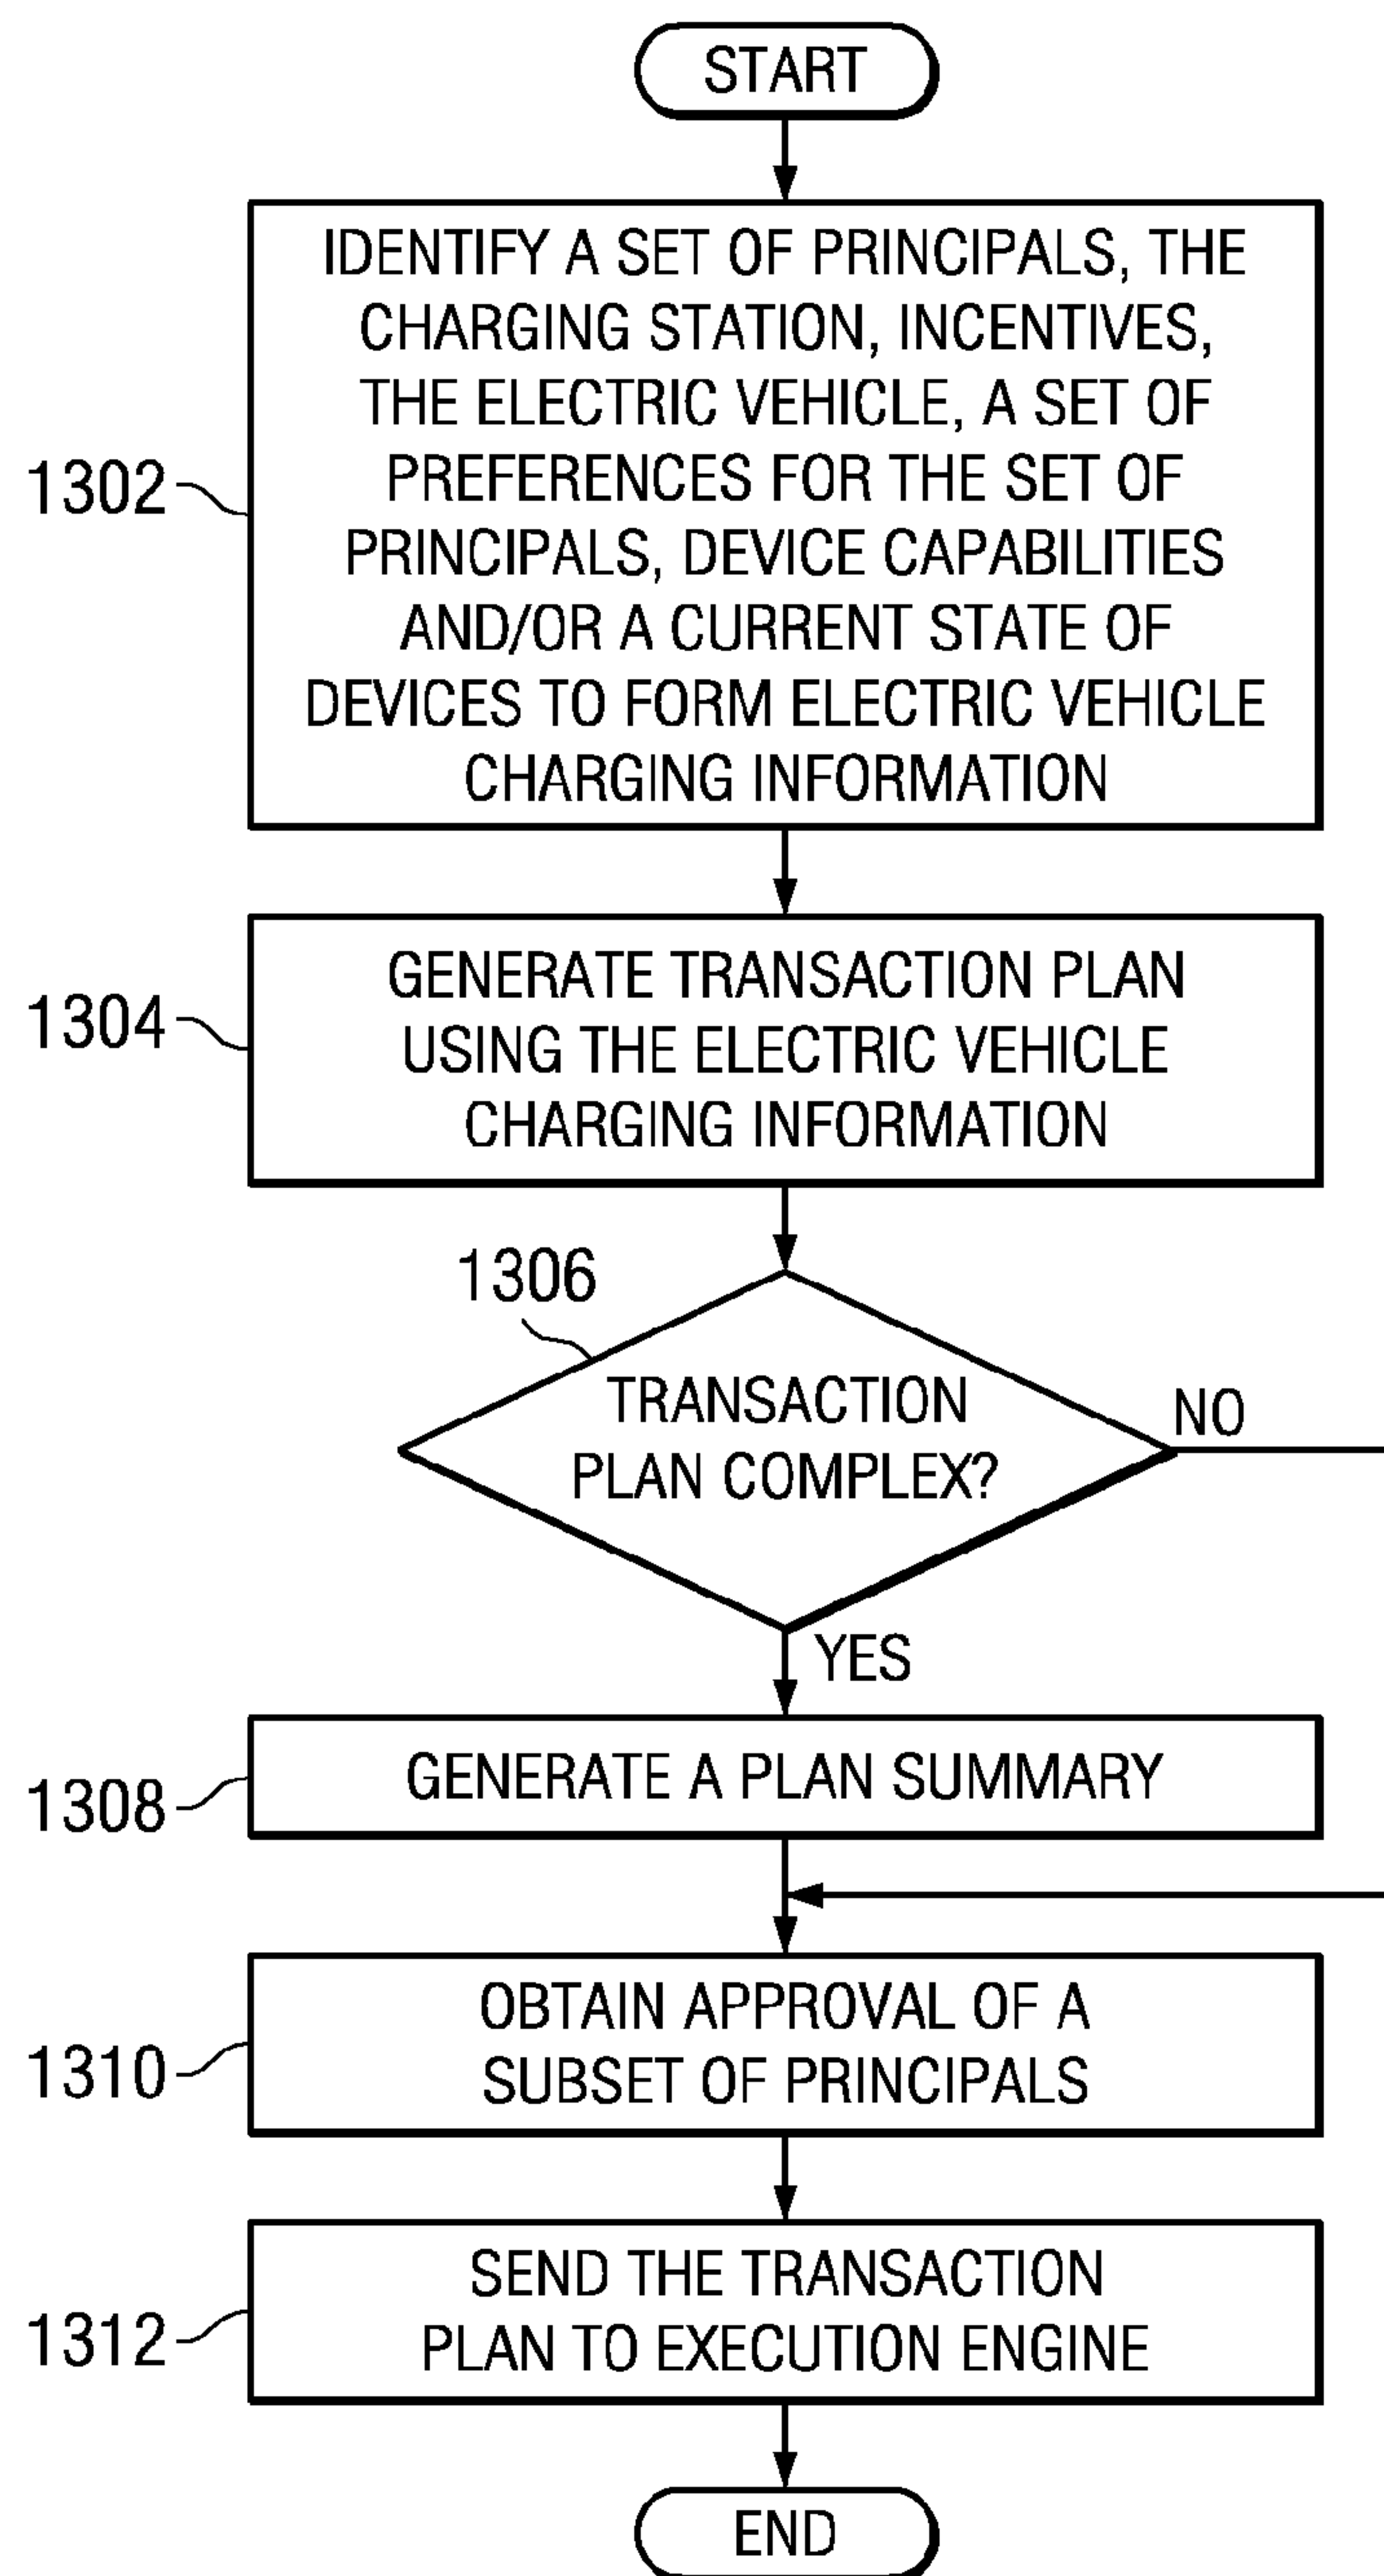 START
IDENTIFY A SET OF PRINCIPALS, THE
CHARGING STATION, INCENTIVES,
THE ELECTRIC VEHICLE, A SET OF
PREFERENCES FOR THE SET OF
PRINCIPALS, DEVICE CAPABILITIES
AND/OR A CURRENT STATE OF
DEVICES TO FORM ELECTRIC VEHICLE
CHARGING INFORMATION
1302
GENERATE TRANSACTION PLAN
USING THE ELECTRIC VEHICLE
CHARGING INFORMATION
1304
1306
TRANSACTION
PLAN COMPLEX?
NO
YES
GENERATE A PLAN SUMMARY
1308
OBTAIN APPROVAL OF A
SUBSET OF PRINCIPALS
1310
SEND THE TRANSACTION
PLAN TO EXECUTION ENGINE
1312
END